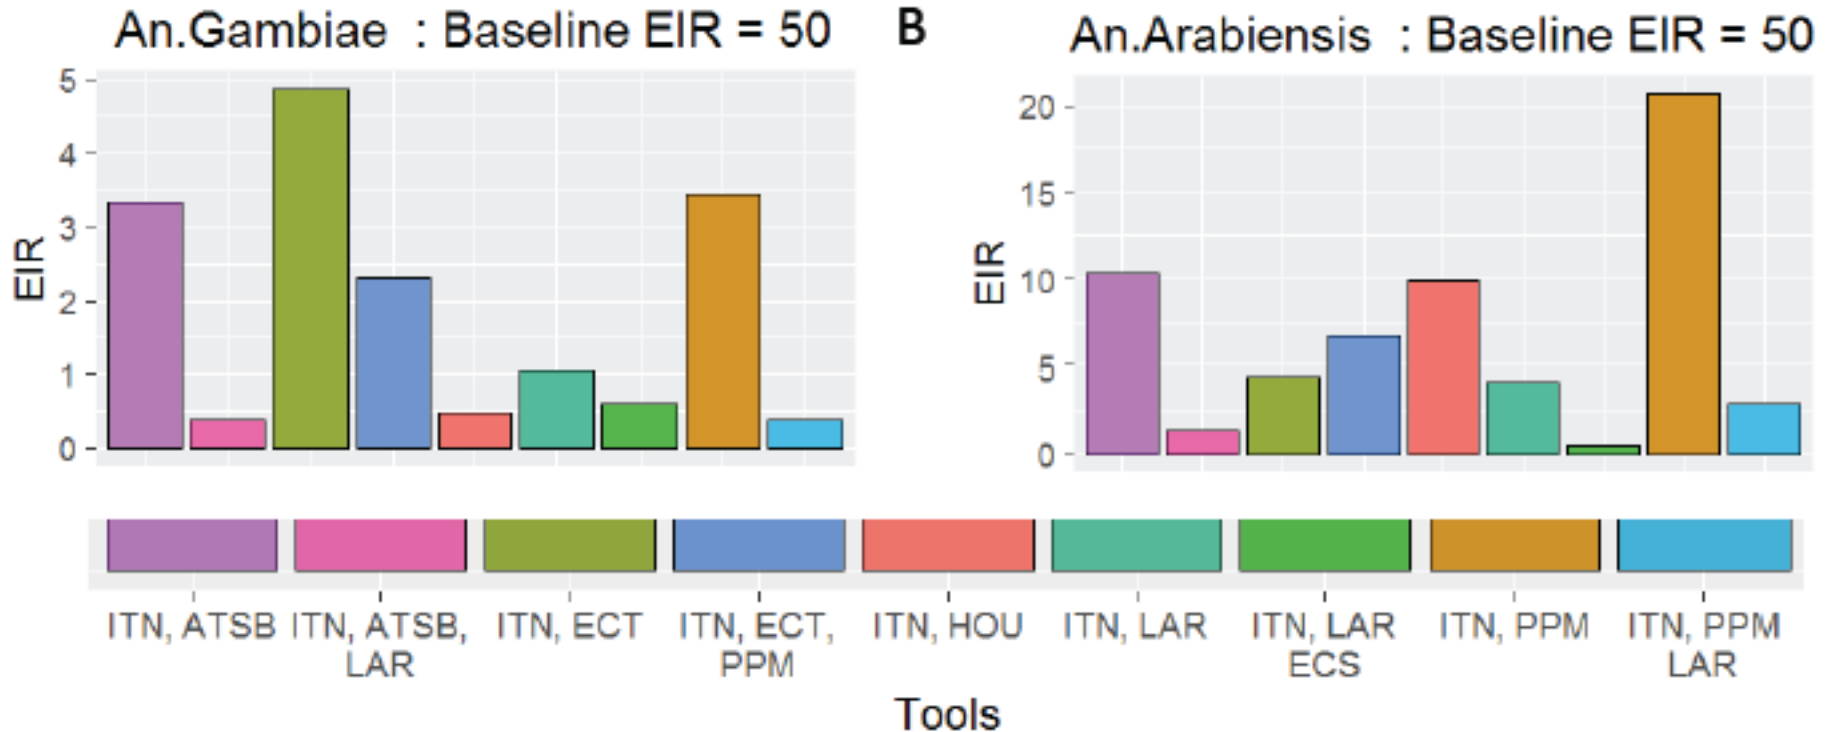 An.Gambiae : Baseline EIR = 50
B
An.Arabiensis : Baseline EIR = 50
EIR
5
4
3
2
1
0
EIR
20
15
10
5
0
ITN, ATSB
ITN, ATSB,
LAR
ITN, ECT
ITN, ECT,
PPM
ITN, HOU
ITN, LAR
ITN, LAR
ECS
ITN, PPM
ITN, PPM
LAR
Tools